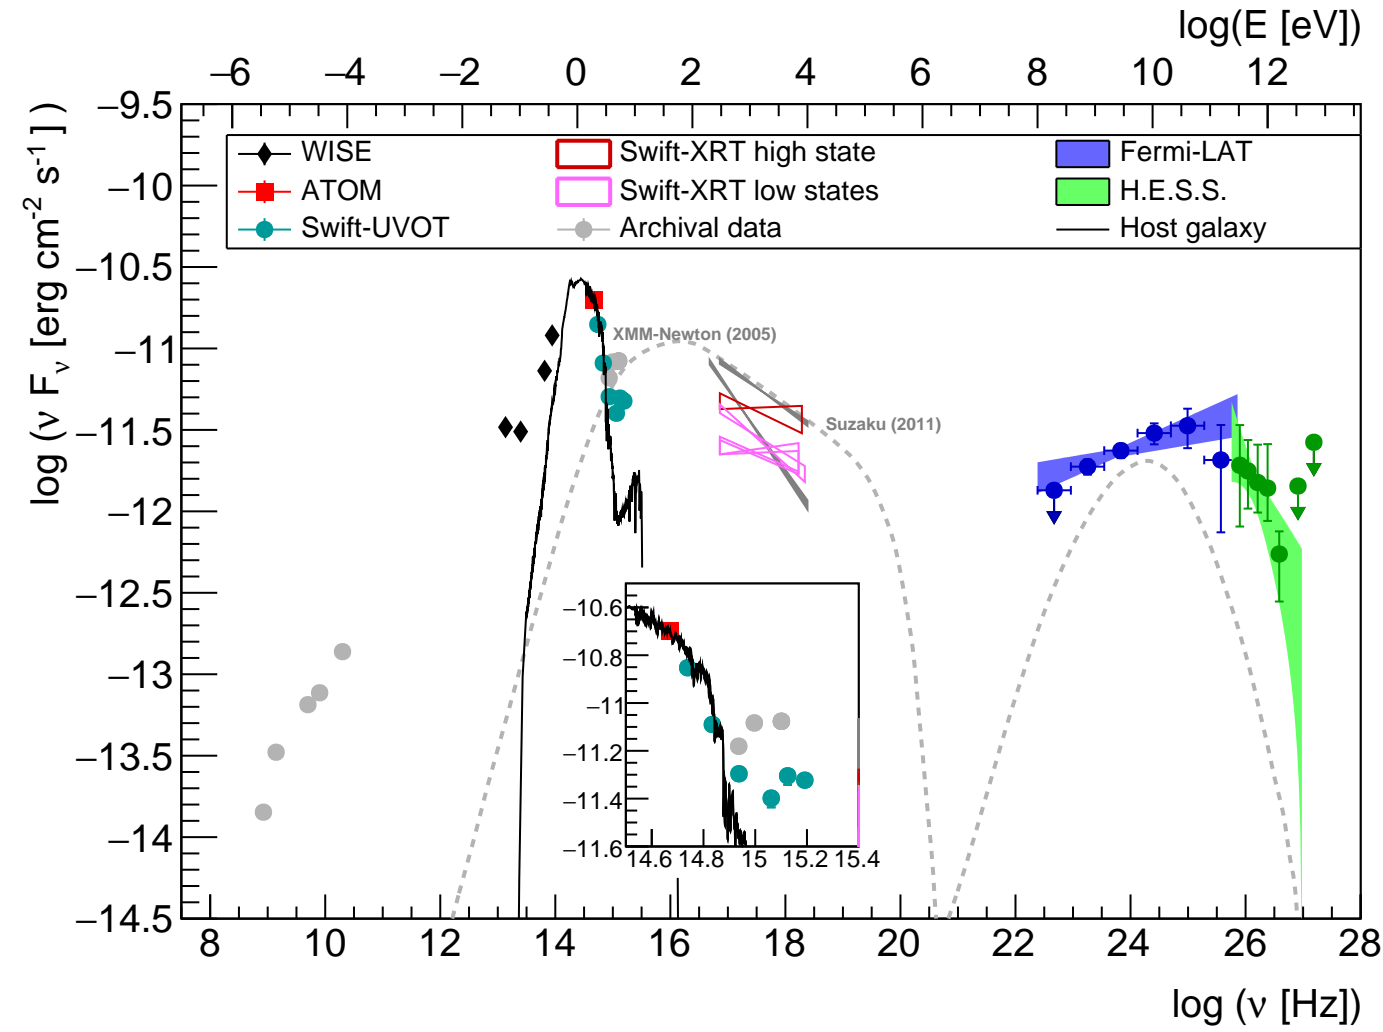 log(E [eV])
−6 −4 −2 0 2 4 6 8 10 12
log (ν Fν [erg cm-2 s-1] )
−9.5
−10
−10.5
−11
−11.5
−12
−12.5
−13
−13.5
−14
−14.5
WISE
ATOM
Swift-UVOT
Swift-XRT high state
Swift-XRT low states
Archival data
Fermi-LAT
H.E.S.S.
Host galaxy
XMM-Newton (2005)
Suzaku (2011)
−10.6
−10.8
−11
−11.2
−11.4
−11.6
14.6 14.8 15 15.2 15.4
8 10 12 14 16 18 20 22 24 26 28
log (ν [Hz])